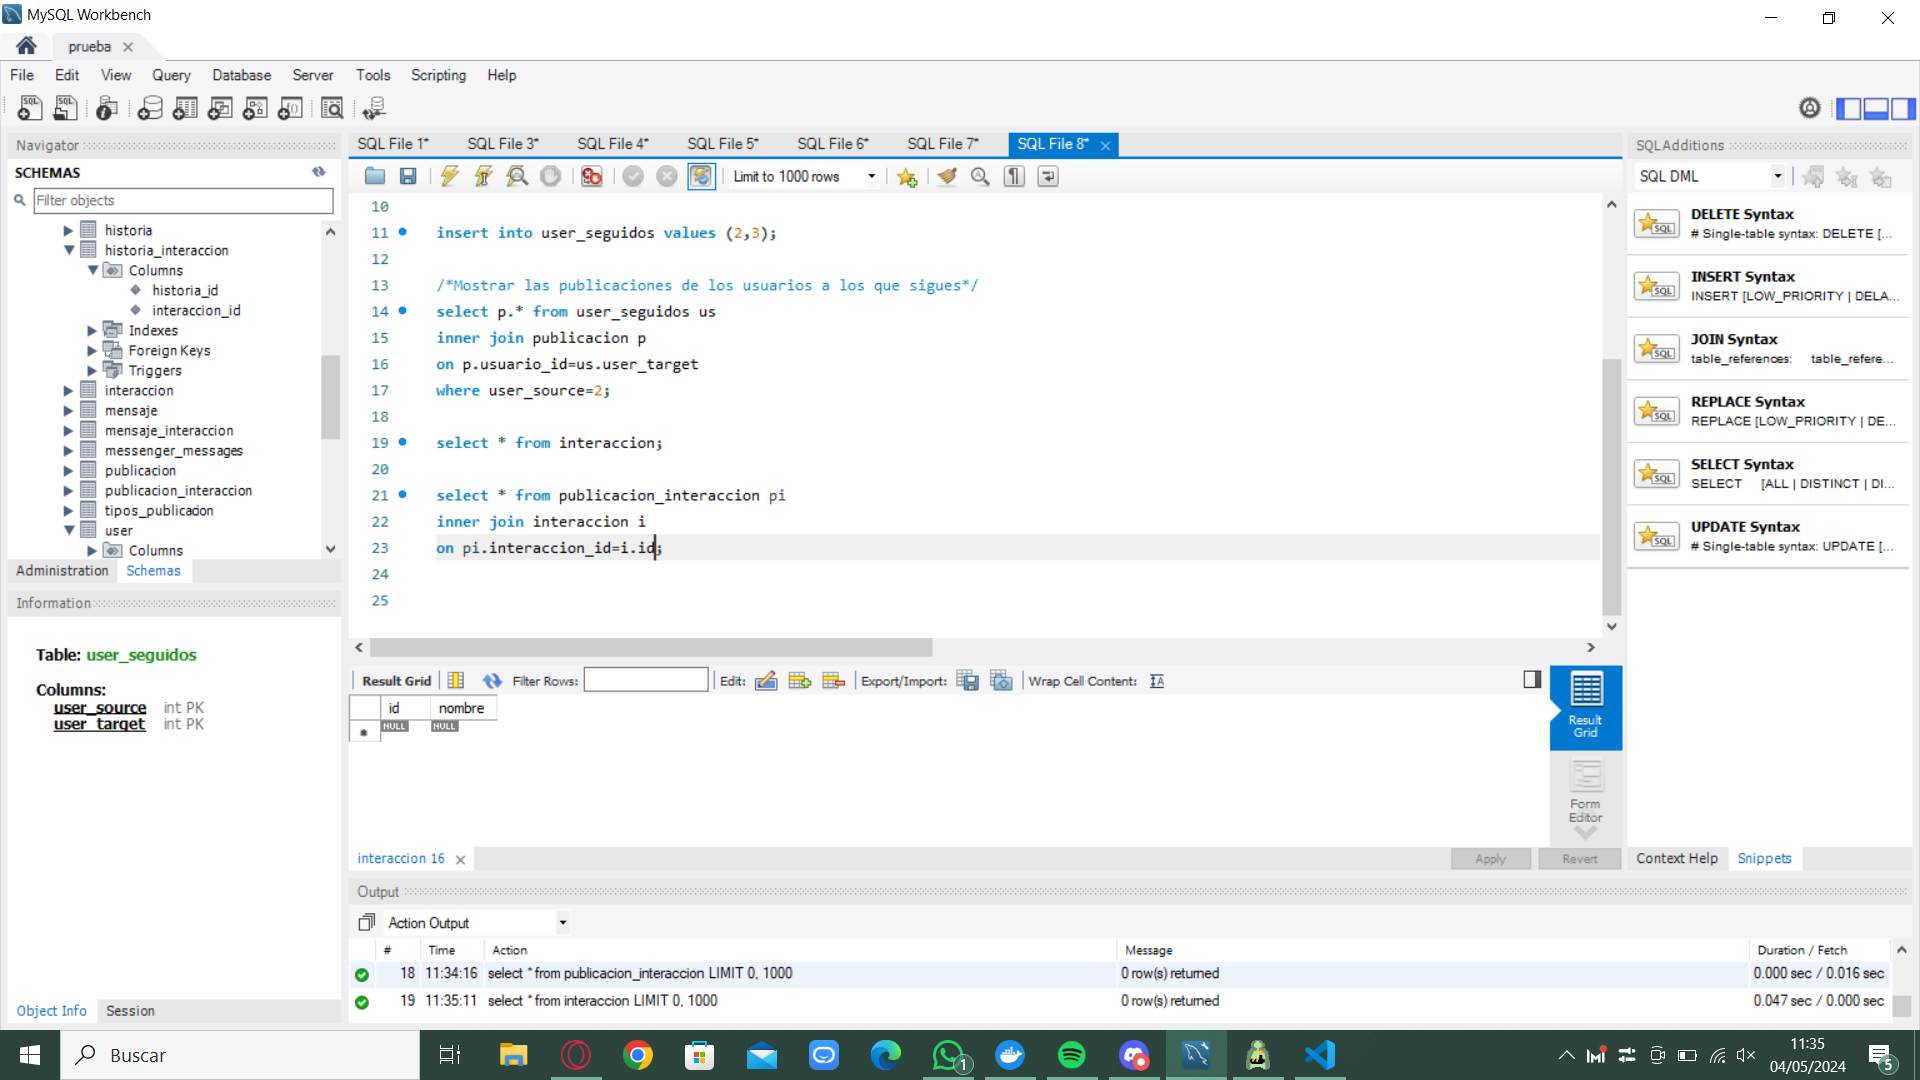 MySQL Workbench
prueba
File Edit View Query Database Server Tools Scripting Help
Navigator
SCHEMAS
Filter objects
historia
historia_interaccion
Columns
historia_id
interaccion_id
Indexes
Foreign Keys
Triggers
interaccion
mensaje
mensaje_interaccion
messenger_messages
publicacion
publicacion_interaccion
tipos_publicacion
user
Columns
Administration Schemas
Information
Table: user_seguidos
Columns:
user_source int PK
user_target int PK
Object Info Session
SQL File 1* SQL File 3* SQL File 4* SQL File 5* SQL File 6* SQL File 7* SQL File 8*
Limit to 1000 rows
10
11 insert into user_seguidos values (2,3);
12
13 /*Mostrar las publicaciones de los usuarios a los que sigues*/
14 select p.* from user_seguidos us
15 inner join publicacion p
16 on p.usuario_id=us.user_target
17 where user_source=2;
18
19 select * from interaccion;
20
21 select * from publicacion_interaccion pi
22 inner join interaccion i
23 on pi.interaccion_id=i.id;
24
25
Result Grid Filter Rows: Edit: Export/Import: Wrap Cell Content:
id nombre
NULL NULL
Result Grid
Form Editor
interaccion 16
Apply Revert
Output
Action Output
# Time Action Message Duration / Fetch
18 11:34:16 select * from publicacion_interaccion LIMIT 0, 1000 0 row(s) returned 0.000 sec / 0.016 sec
19 11:35:11 select * from interaccion LIMIT 0, 1000 0 row(s) returned 0.047 sec / 0.000 sec
SQLAdditions
SQL DML
DELETE Syntax
# Single-table syntax: DELETE [...
INSERT Syntax
INSERT [LOW_PRIORITY | DELA...
JOIN Syntax
table_references: table_refere...
REPLACE Syntax
REPLACE [LOW_PRIORITY | DE...
SELECT Syntax
SELECT [ALL | DISTINCT | DI...
UPDATE Syntax
# Single-table syntax: UPDATE [...
Context Help Snippets
Buscar
1
11:35
04/05/2024
5